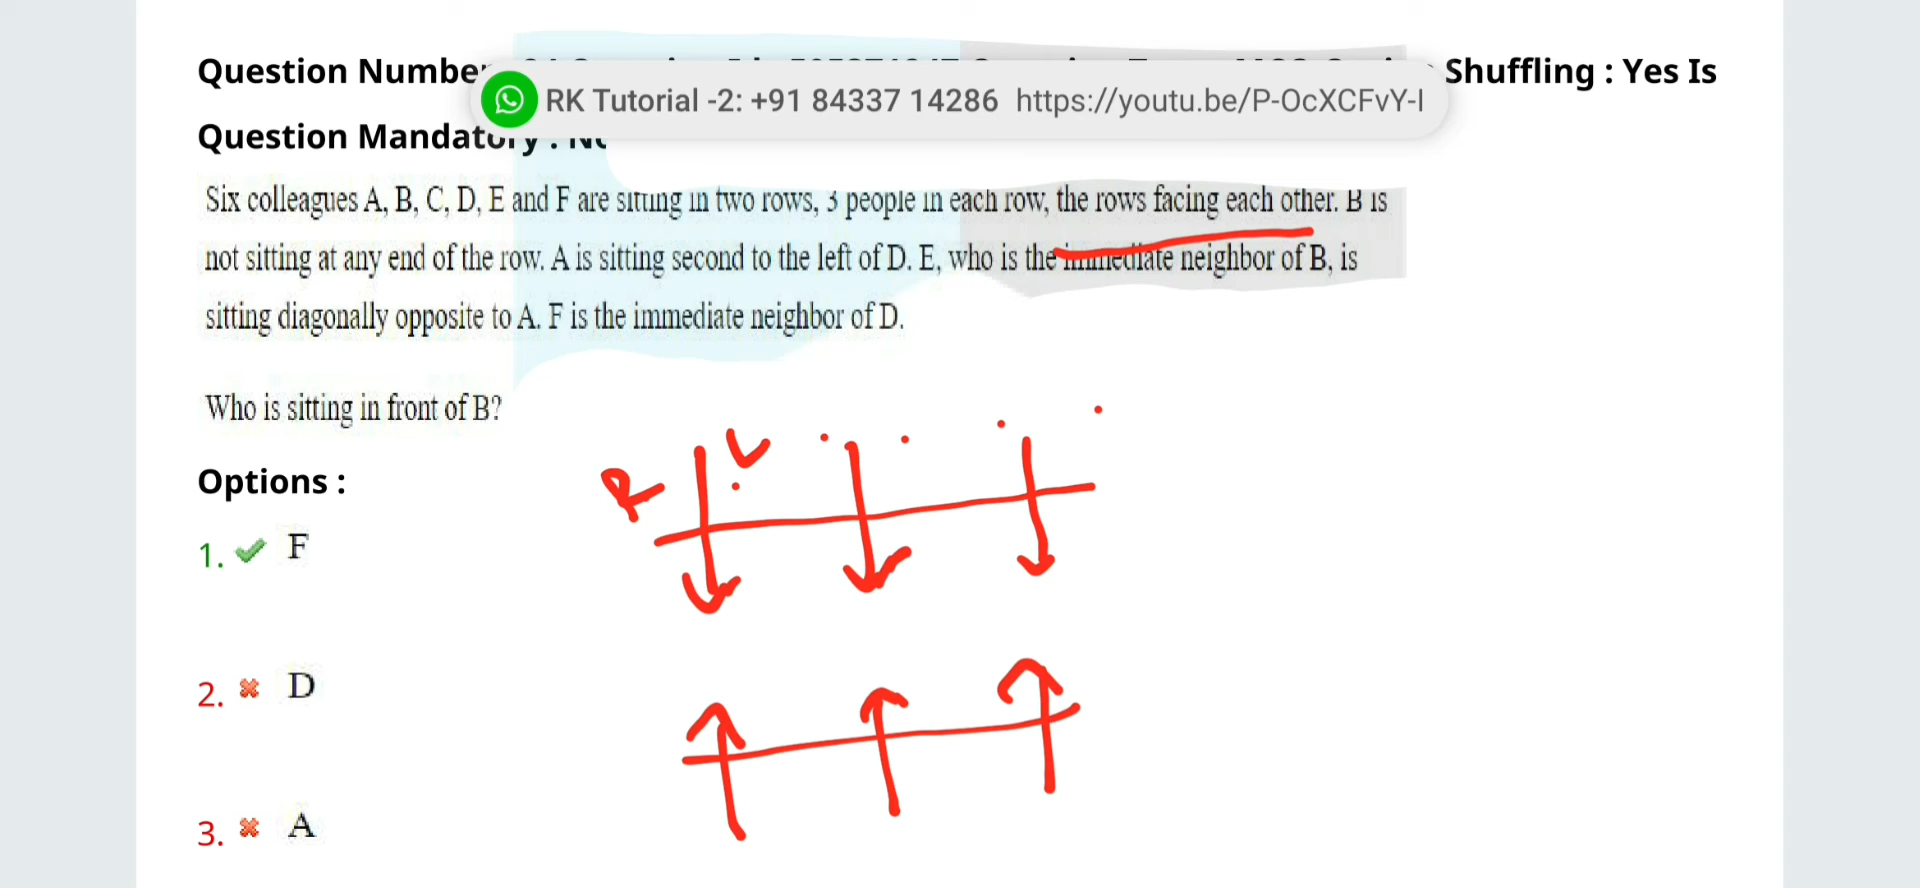 Question Number Shuffling : Yes Is
RK Tutorial -2: +91 84337 14286 https://youtu.be/P-OcXCFvY-I
Question Mandatory :
Six colleagues A, B, C, D, E and F are sitting in two rows, 3 people in each row, the rows facing each other. B is
not sitting at any end of the row. A is sitting second to the left of D. E, who is the immediate neighbor of B, is
sitting diagonally opposite to A. F is the immediate neighbor of D.
Who is sitting in front of B?
R L
Options :
1. F
2. D
3. A